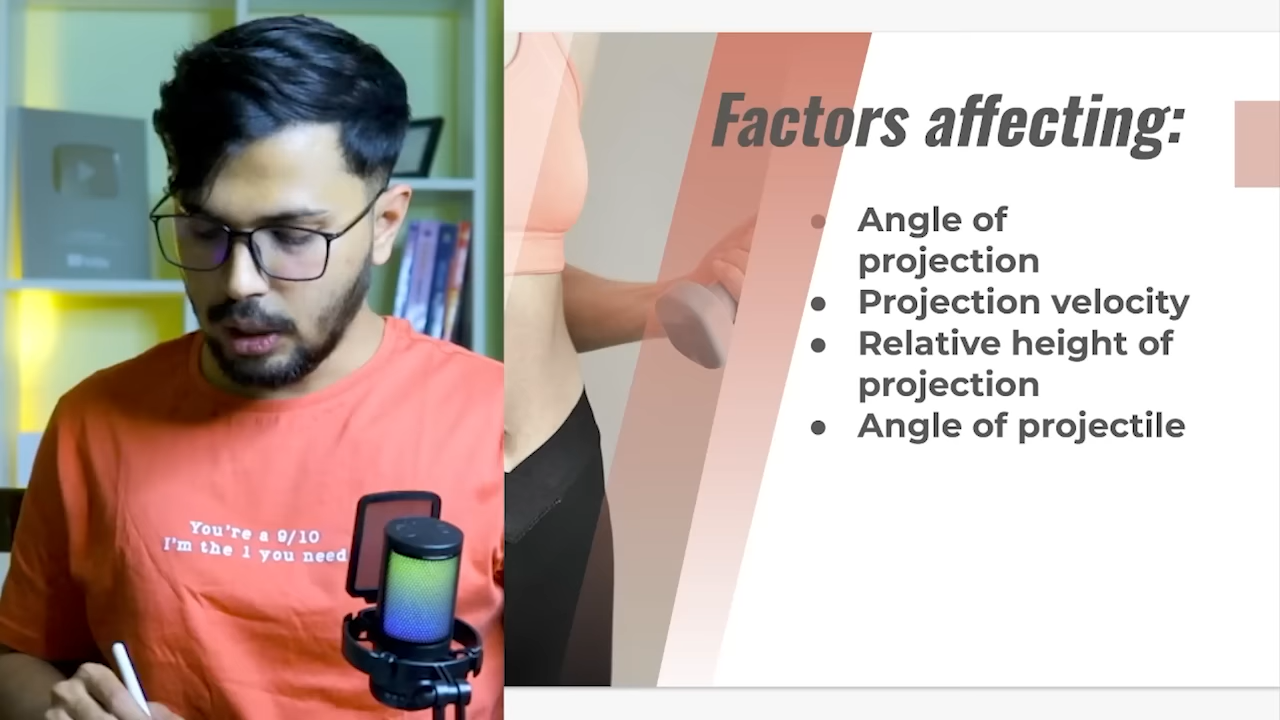 Factors affecting:
• Angle of
projection
• Projection velocity
• Relative height of
projection
• Angle of projectile
You're a 9/10
I'm the 1 you need